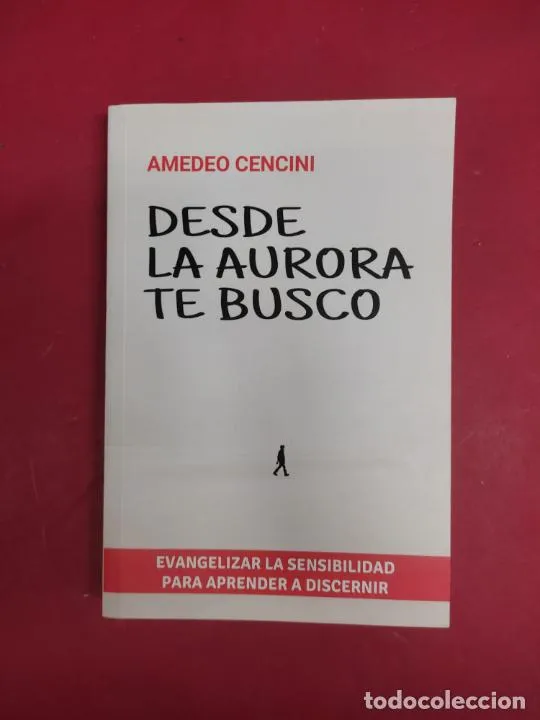 AMEDEO CENCINI
DESDE
LA AURORA
TE BUSCO
EVANGELIZAR LA SENSIBILIDAD
PARA APRENDER A DISCERNIR
todocoleccion